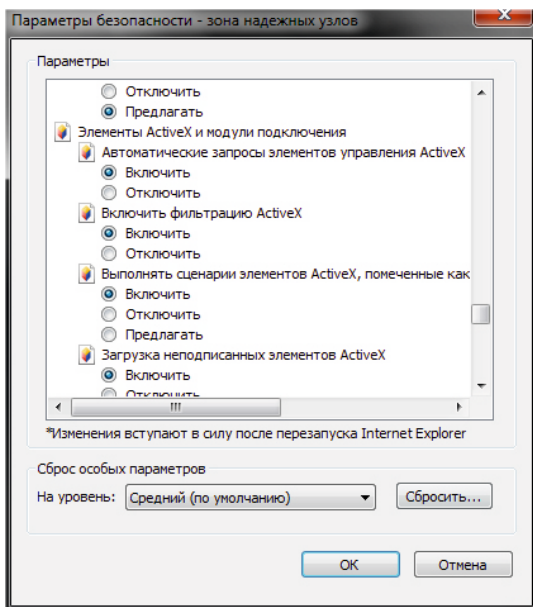 Параметры безопасности - зона надежных узлов
Параметры
Отключить
Предлагать
Элементы ActiveX и модули подключения
Автоматические запросы элементов управления ActiveX
Включить
Отключить
Включить фильтрацию ActiveX
Включить
Отключить
Выполнять сценарии элементов ActiveX, помеченные как
Включить
Отключить
Предлагать
Загрузка неподписанных элементов ActiveX
Включить
Отключить
*Изменения вступают в силу после перезапуска Internet Explorer
Сброс особых параметров
На уровень: Средний (по умолчанию) Сбросить...
ОК Отмена